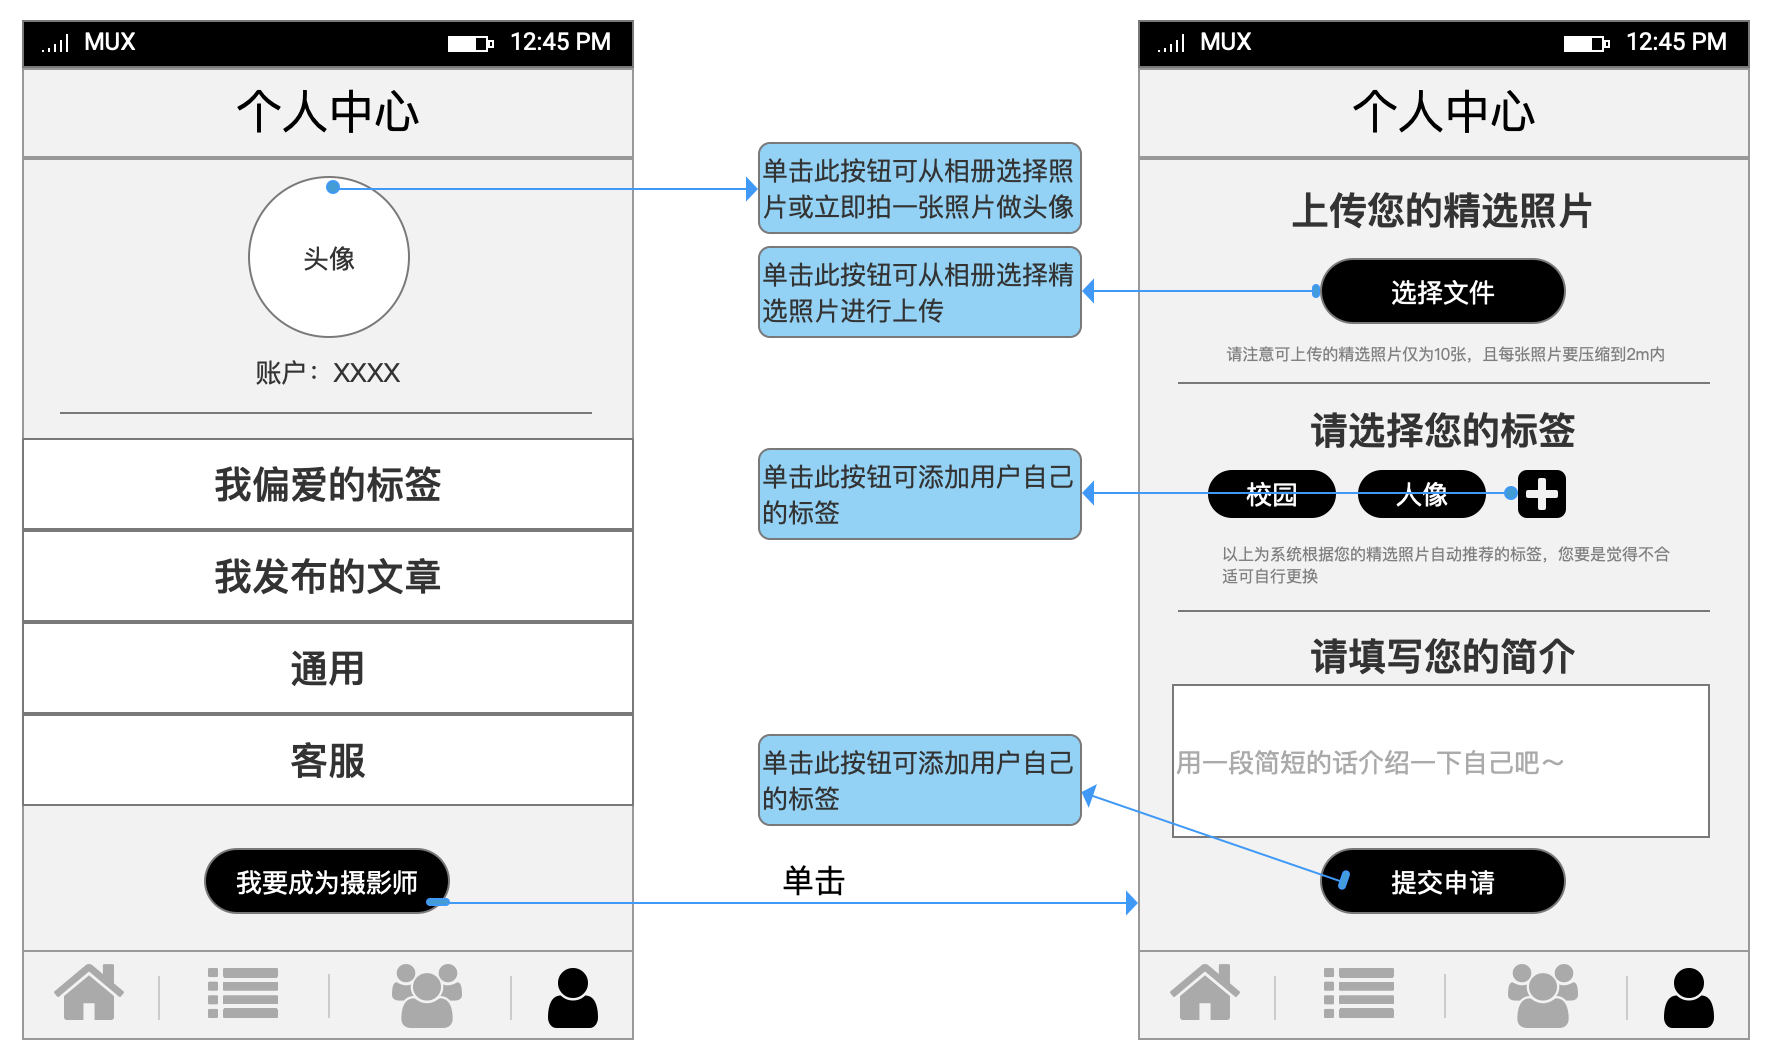 MUX
12:45 PM
个人中心
头像
账户：XXXX
我偏爱的标签
我发布的文章
通用
客服
我要成为摄影师
单击此按钮可从相册选择照
片或立即拍一张照片做头像
单击此按钮可从相册选择精
选照片进行上传
单击此按钮可添加用户自己
的标签
单击此按钮可添加用户自己
的标签
单击
MUX
12:45 PM
个人中心
上传您的精选照片
选择文件
请注意可上传的精选照片仅为10张，且每张照片要压缩到2m内
请选择您的标签
校园
人像
以上为系统根据您的精选照片自动推荐的标签，您要是觉得不合
适可自行更换
请填写您的简介
用一段简短的话介绍一下自己吧～
提交申请